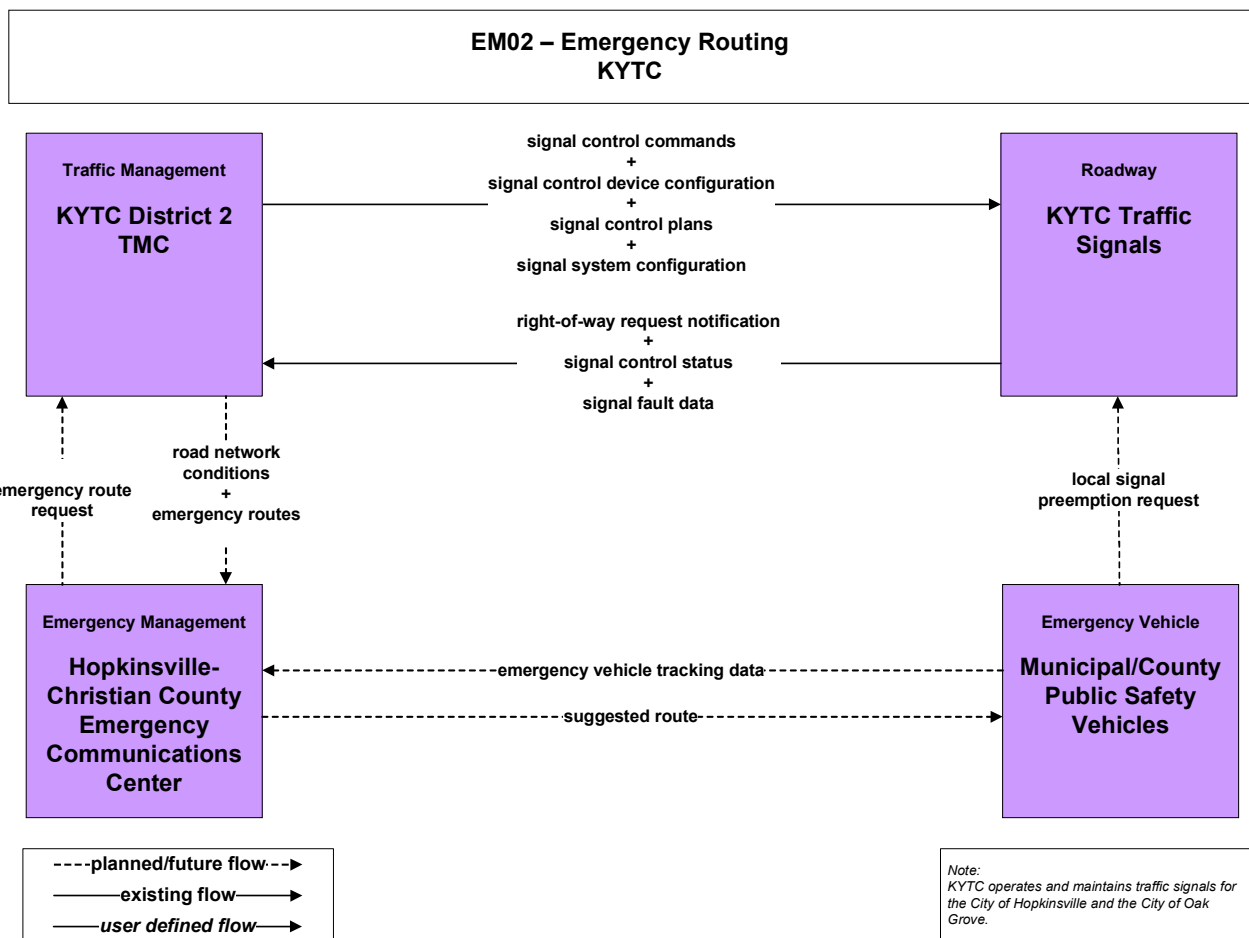 EM02 – Emergency Routing
KYTC
Traffic Management
KYTC District 2
TMC
signal control commands
+
signal control device configuration
+
signal control plans
+
signal system configuration
Roadway
KYTC Traffic
Signals
right-of-way request notification
+
signal control status
+
signal fault data
emergency route
request
road network
conditions
+
emergency routes
local signal
preemption request
Emergency Management
Hopkinsville-
Christian County
Emergency
Communications
Center
emergency vehicle tracking data
suggested route
Emergency Vehicle
Municipal/County
Public Safety
Vehicles
planned/future flow
existing flow
user defined flow
Note:
KYTC operates and maintains traffic signals for
the City of Hopkinsville and the City of Oak
Grove.